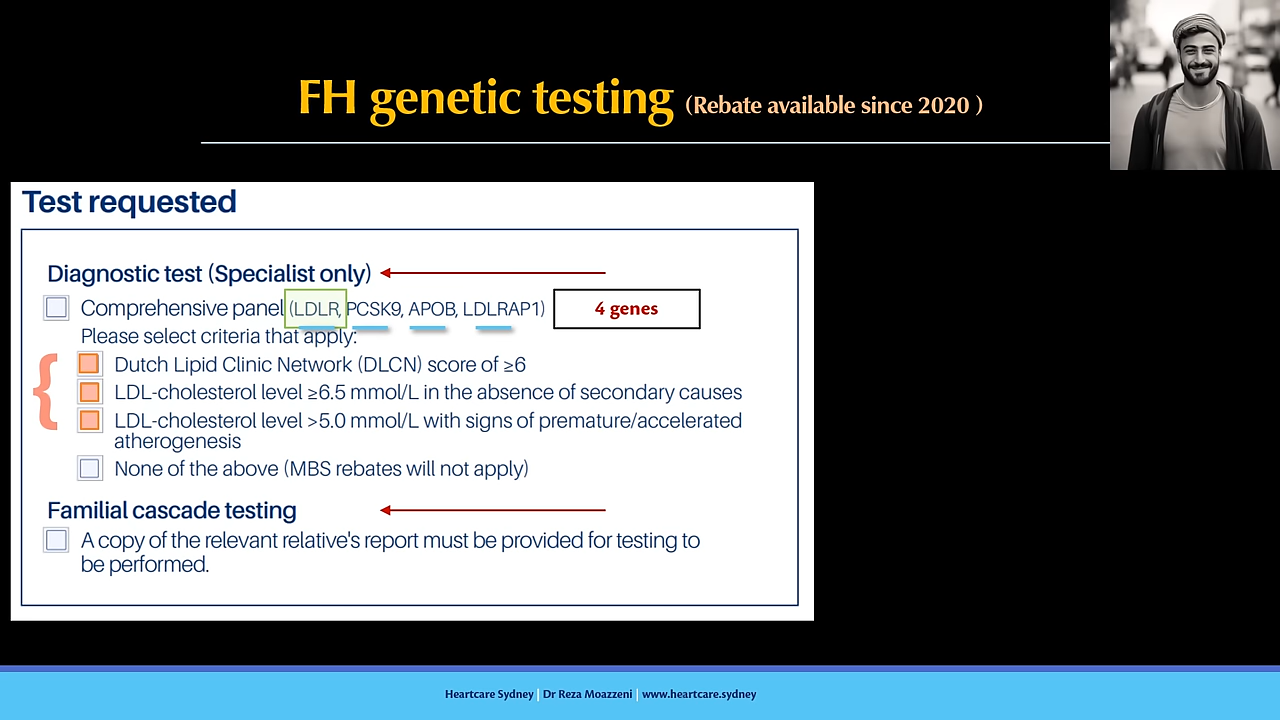 FH genetic testing (Rebate available since 2020 )
Test requested
Diagnostic test (Specialist only)
Comprehensive panel (LDLR, PCSK9, APOB, LDLRAP1)
4 genes
Please select criteria that apply:
Dutch Lipid Clinic Network (DLCN) score of ≥6
LDL-cholesterol level ≥6.5 mmol/L in the absence of secondary causes
LDL-cholesterol level >5.0 mmol/L with signs of premature/accelerated
atherogenesis
None of the above (MBS rebates will not apply)
Familial cascade testing
A copy of the relevant relative's report must be provided for testing to
be performed.
Heartcare Sydney | Dr Reza Moazzeni | www.heartcare.sydney